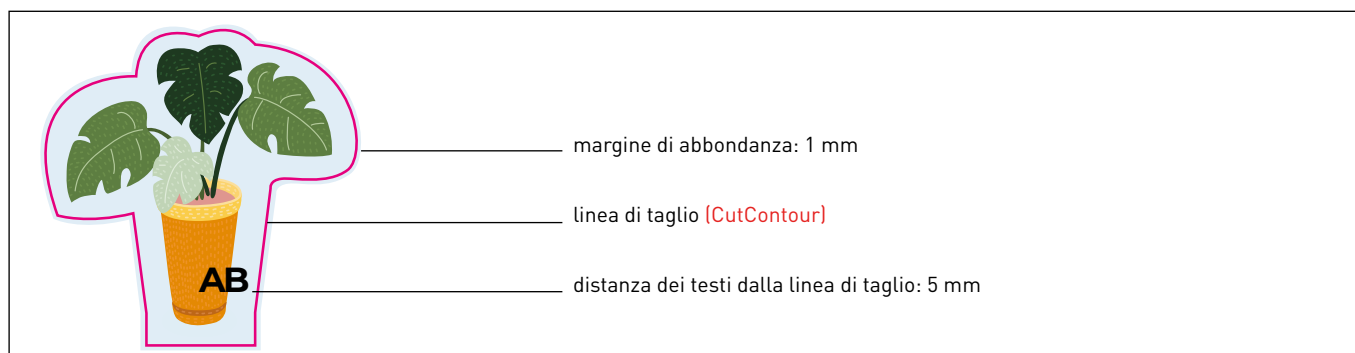 margine di abbondanza: 1 mm
linea di taglio (CutContour)
AB
distanza dei testi dalla linea di taglio: 5 mm